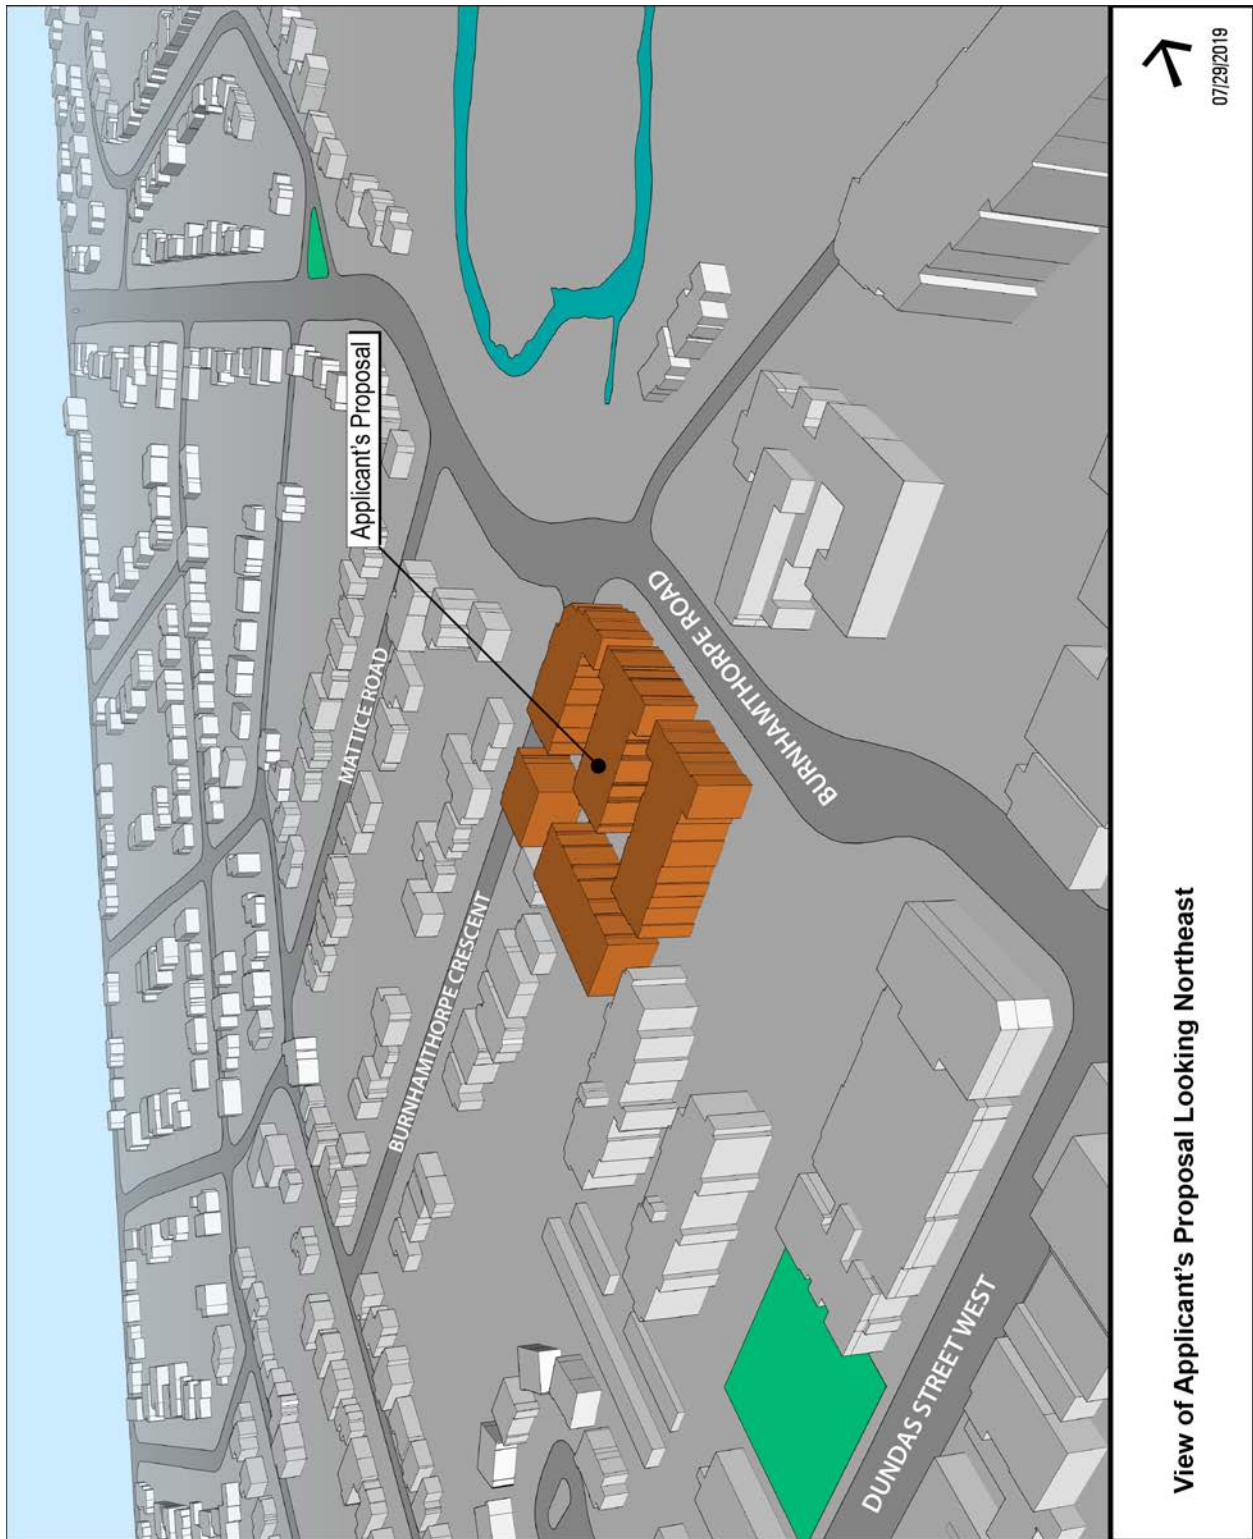 Applicant's Proposal
MATTICE ROAD
BURNHAMTHORPE CRESCENT
BURNHAMTHORPE ROAD
DUNDAS STREET WEST
View of Applicant's Proposal Looking Northeast
07/29/2019